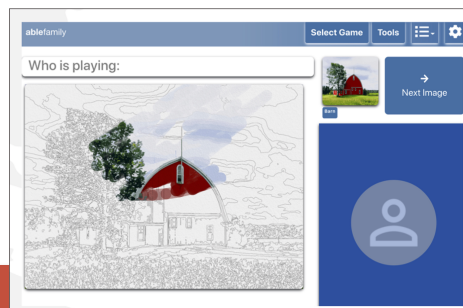 ablefamily
Select Game
Tools
Who is playing:
Barn
Next Image